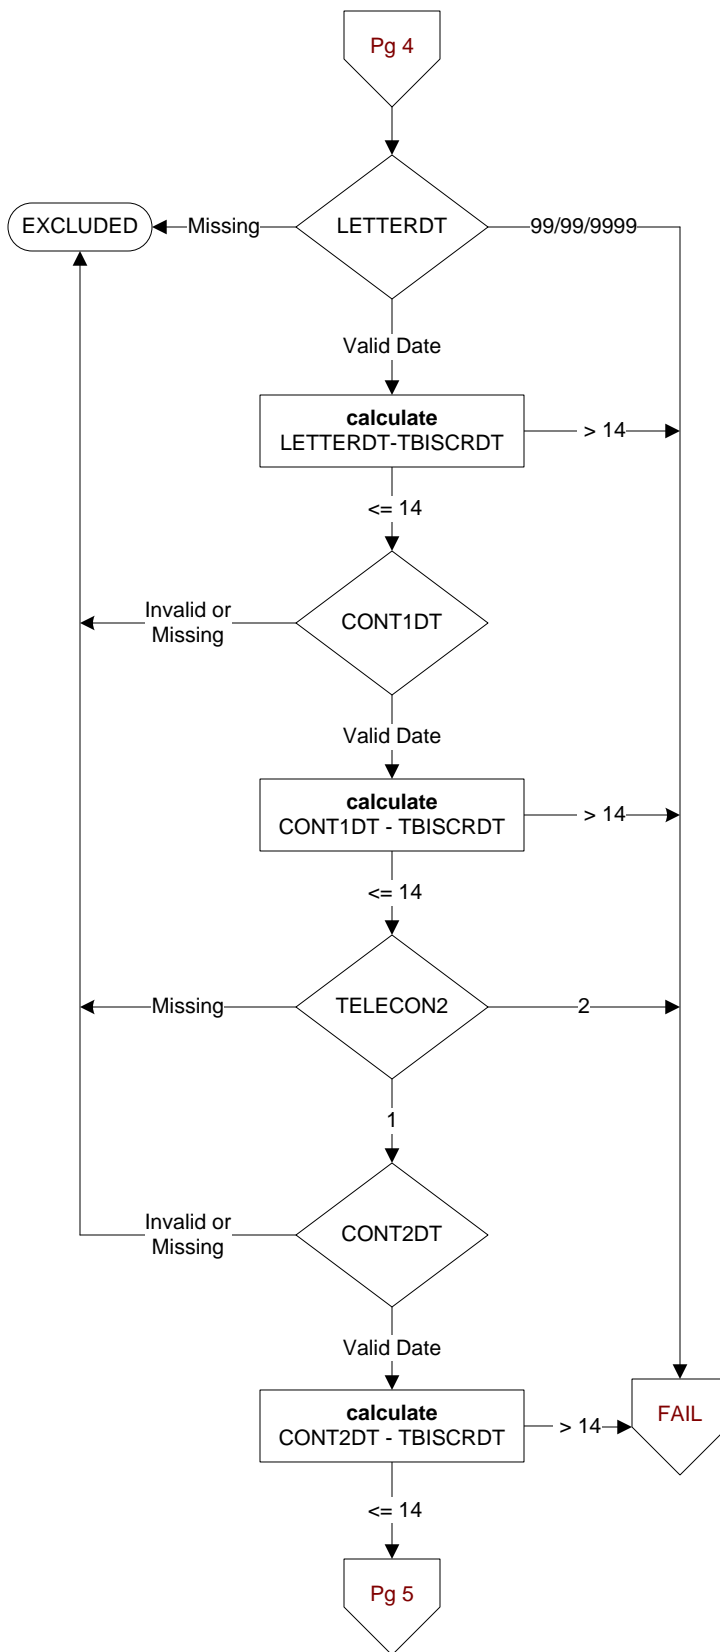 Pg 4
EXCLUDED
Missing
LETTERDT
99/99/9999
Valid Date
calculate
LETTERDT-TBISCRDT
> 14
<= 14
Invalid or
Missing
CONT1DT
Valid Date
calculate
CONT1DT - TBISCRDT
> 14
<= 14
Missing
TELECON2
2
1
Invalid or
Missing
CONT2DT
Valid Date
calculate
CONT2DT - TBISCRDT
> 14
FAIL
<= 14
Pg 5